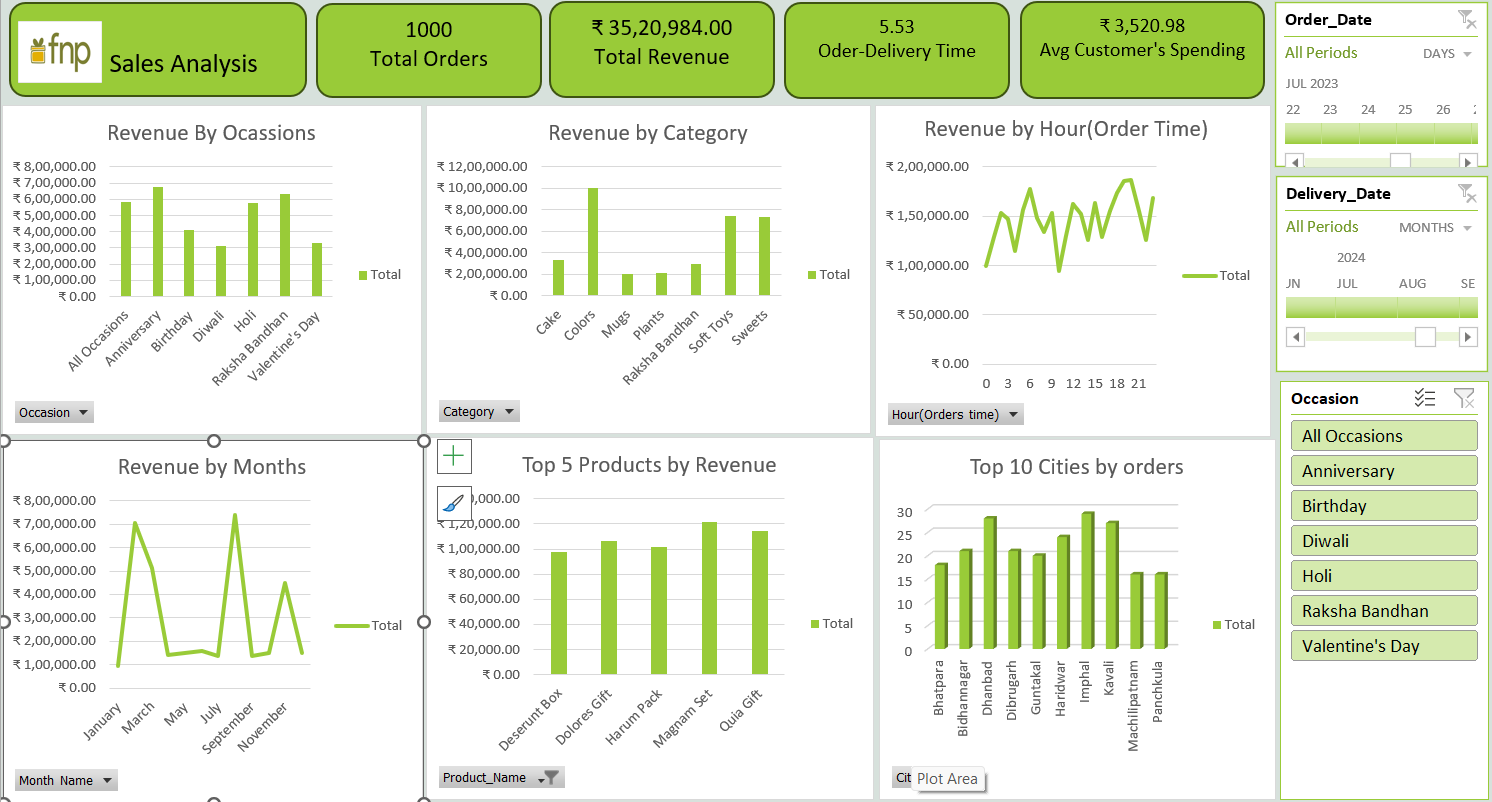 fnp
Sales Analysis
1000
Total Orders
₹ 35,20,984.00
Total Revenue
5.53
Oder-Delivery Time
₹ 3,520.98
Avg Customer's Spending
Order_Date
All Periods
DAYS
JUL 2023
22 23 24 25 26
Delivery_Date
All Periods
MONTHS
2024
JN JUL AUG SE
Occasion
All Occasions
Anniversary
Birthday
Diwali
Holi
Raksha Bandhan
Valentine's Day
Revenue By Ocassions
₹ 8,00,000.00
₹ 7,00,000.00
₹ 6,00,000.00
₹ 5,00,000.00
₹ 4,00,000.00
₹ 3,00,000.00
₹ 2,00,000.00
₹ 1,00,000.00
₹ 0.00
All Occasions
Anniversary
Birthday
Diwali
Holi
Raksha Bandhan
Valentine's Day
Total
Occasion
Revenue by Category
₹ 12,00,000.00
₹ 10,00,000.00
₹ 8,00,000.00
₹ 6,00,000.00
₹ 4,00,000.00
₹ 2,00,000.00
₹ 0.00
Cake
Colors
Mugs
Plants
Raksha Bandhan
Soft Toys
Sweets
Total
Category
Revenue by Hour(Order Time)
₹ 2,00,000.00
₹ 1,50,000.00
₹ 1,00,000.00
₹ 50,000.00
₹ 0.00
0 3 6 9 12 15 18 21
Total
Hour(Orders time)
Revenue by Months
₹ 8,00,000.00
₹ 7,00,000.00
₹ 6,00,000.00
₹ 5,00,000.00
₹ 4,00,000.00
₹ 3,00,000.00
₹ 2,00,000.00
₹ 1,00,000.00
₹ 0.00
January
March
May
July
September
November
Total
Month Name
Top 5 Products by Revenue
0,000.00
₹ 1,20,000.00
₹ 1,00,000.00
₹ 80,000.00
₹ 60,000.00
₹ 40,000.00
₹ 20,000.00
₹ 0.00
Deserunt Box
Dolores Gift
Harum Pack
Magnam Set
Quia Gift
Total
Product_Name
Top 10 Cities by orders
30
25
20
15
10
5
0
Bhatpara
Bidhannagar
Dhanbad
Dibrugarh
Guntakal
Haridwar
Imphal
Kavali
Machilipatnam
Panchkula
Total
Cit
Plot Area